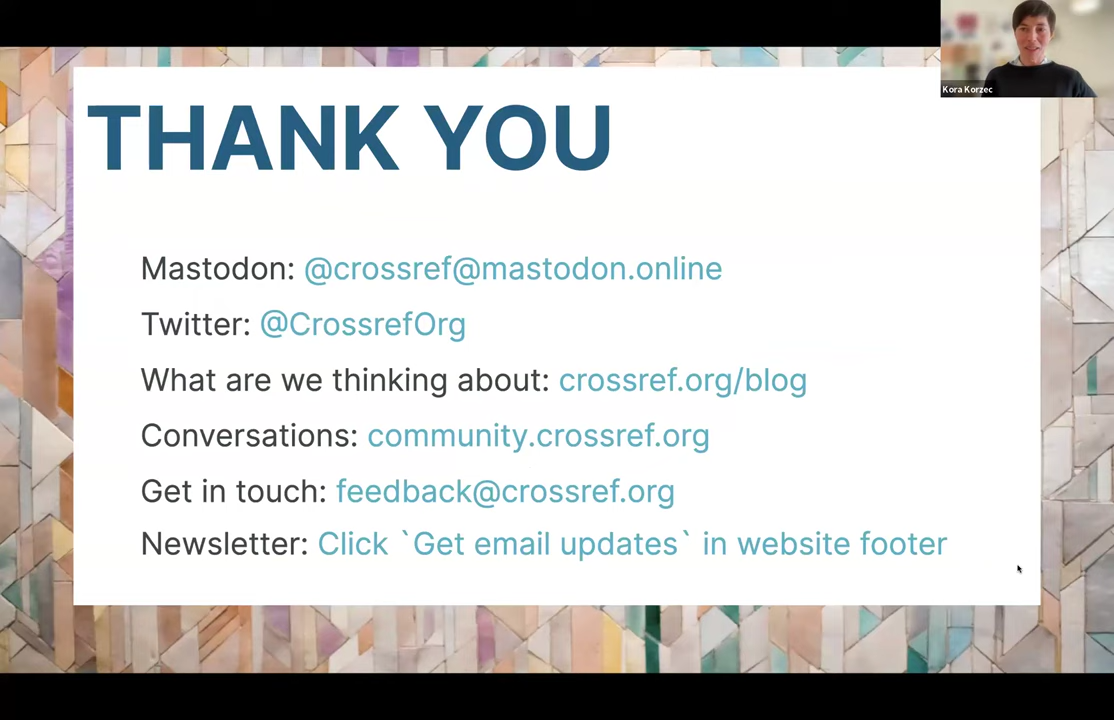 Kora Korzec
THANK YOU
Mastodon: @crossref@mastodon.online
Twitter: @CrossrefOrg
What are we thinking about: crossref.org/blog
Conversations: community.crossref.org
Get in touch: feedback@crossref.org
Newsletter: Click `Get email updates` in website footer